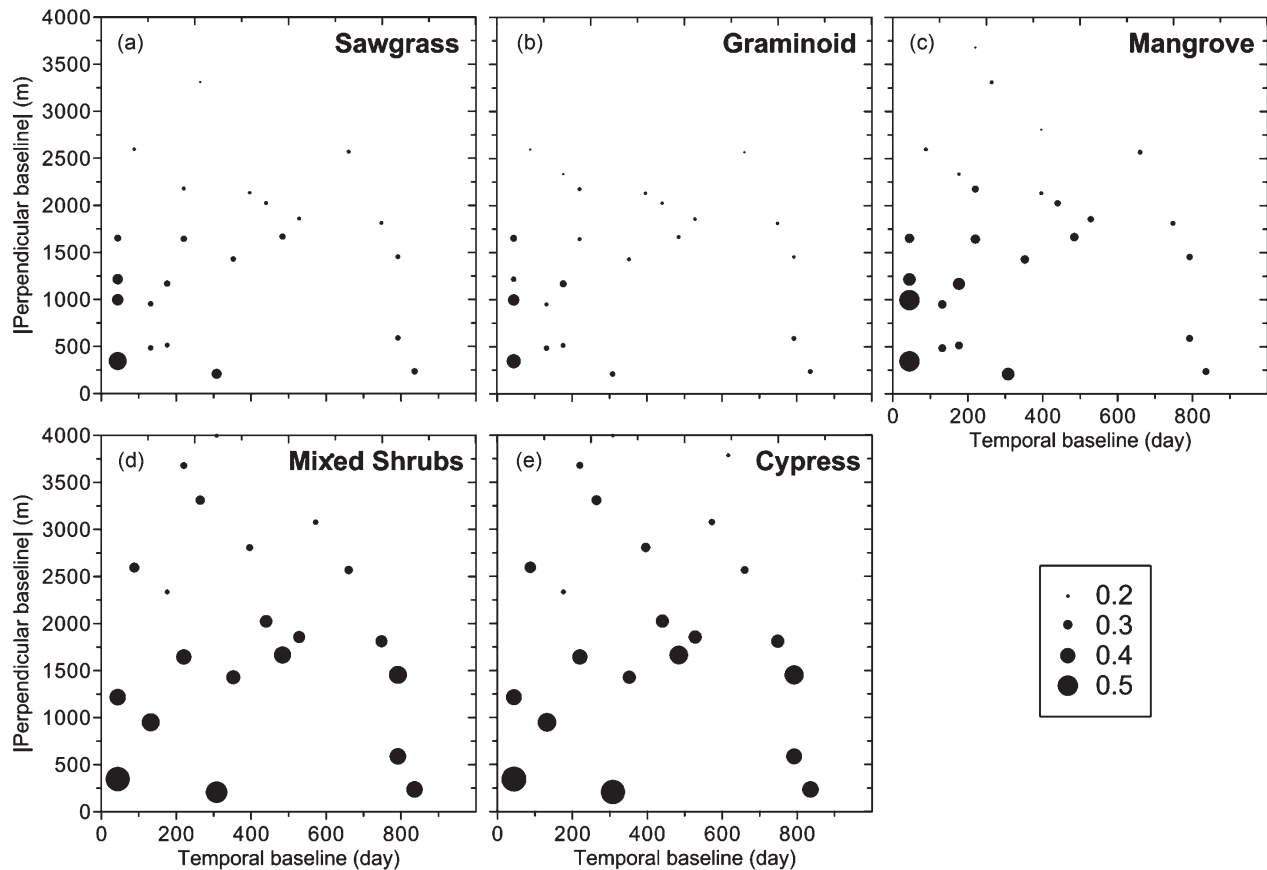 (a) Sawgrass
(b) Graminoid
(c) Mangrove
|Perpendicular baseline| (m)
4000
3500
3000
2500
2000
1500
1000
500
0
0 200 400 600 800
Temporal baseline (day)
(d) Mixed Shrubs
(e) Cypress
|Perpendicular baseline| (m)
4000
3500
3000
2500
2000
1500
1000
500
0
0 200 400 600 800
Temporal baseline (day)
0 200 400 600 800
Temporal baseline (day)
0.2
0.3
0.4
0.5